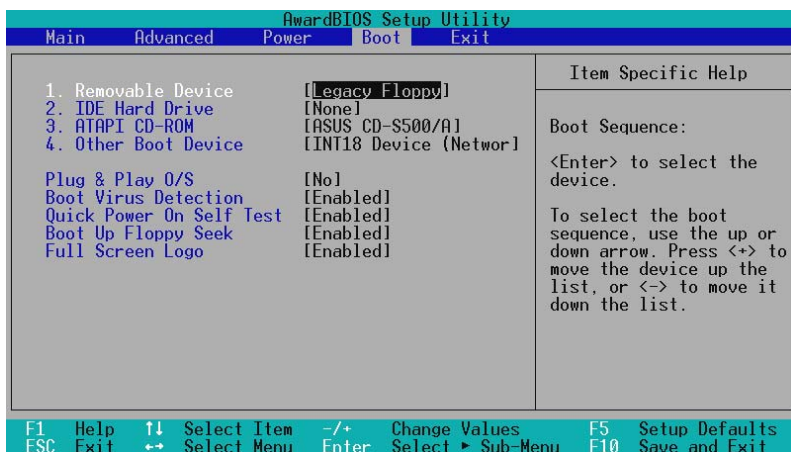 AwardBIOS Setup Utility
Main Advanced Power Boot Exit
1. Removable Device [Legacy Floppy]
2. IDE Hard Drive [None]
3. ATAPI CD-ROM [ASUS CD-S500/A]
4. Other Boot Device [INT18 Device (Networ]
Plug & Play O/S [No]
Boot Virus Detection [Enabled]
Quick Power On Self Test [Enabled]
Boot Up Floppy Seek [Enabled]
Full Screen Logo [Enabled]
Item Specific Help
Boot Sequence:
<Enter> to select the
device.
To select the boot
sequence, use the up or
down arrow. Press <+> to
move the device up the
list, or <-> to move it
down the list.
F1 Help ↑↓ Select Item -/+ Change Values F5 Setup Defaults
ESC Exit ↔ Select Menu Enter Select ► Sub-Menu F10 Save and Exit